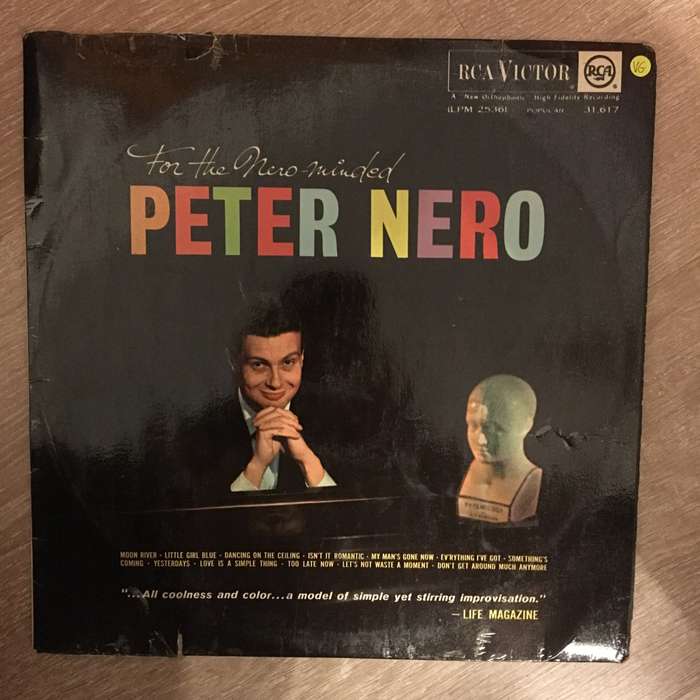 RCA VICTOR
RCA
VG
A "New Orthophonic" High Fidelity Recording
(LPM 2536) POPULAR 31,617
For the Nero-minded
PETER NERO
MOON RIVER · LITTLE GIRL BLUE · DANCING ON THE CEILING · ISN'T IT ROMANTIC · MY MAN'S GONE NOW · EV'RYTHING I'VE GOT · SOMETHING'S
COMING · YESTERDAYS · LOVE IS A SIMPLE THING · TOO LATE NOW · LET'S NOT WASTE A MOMENT · DON'T GET AROUND MUCH ANYMORE
"...All coolness and color...a model of simple yet stirring improvisation."
— LIFE MAGAZINE